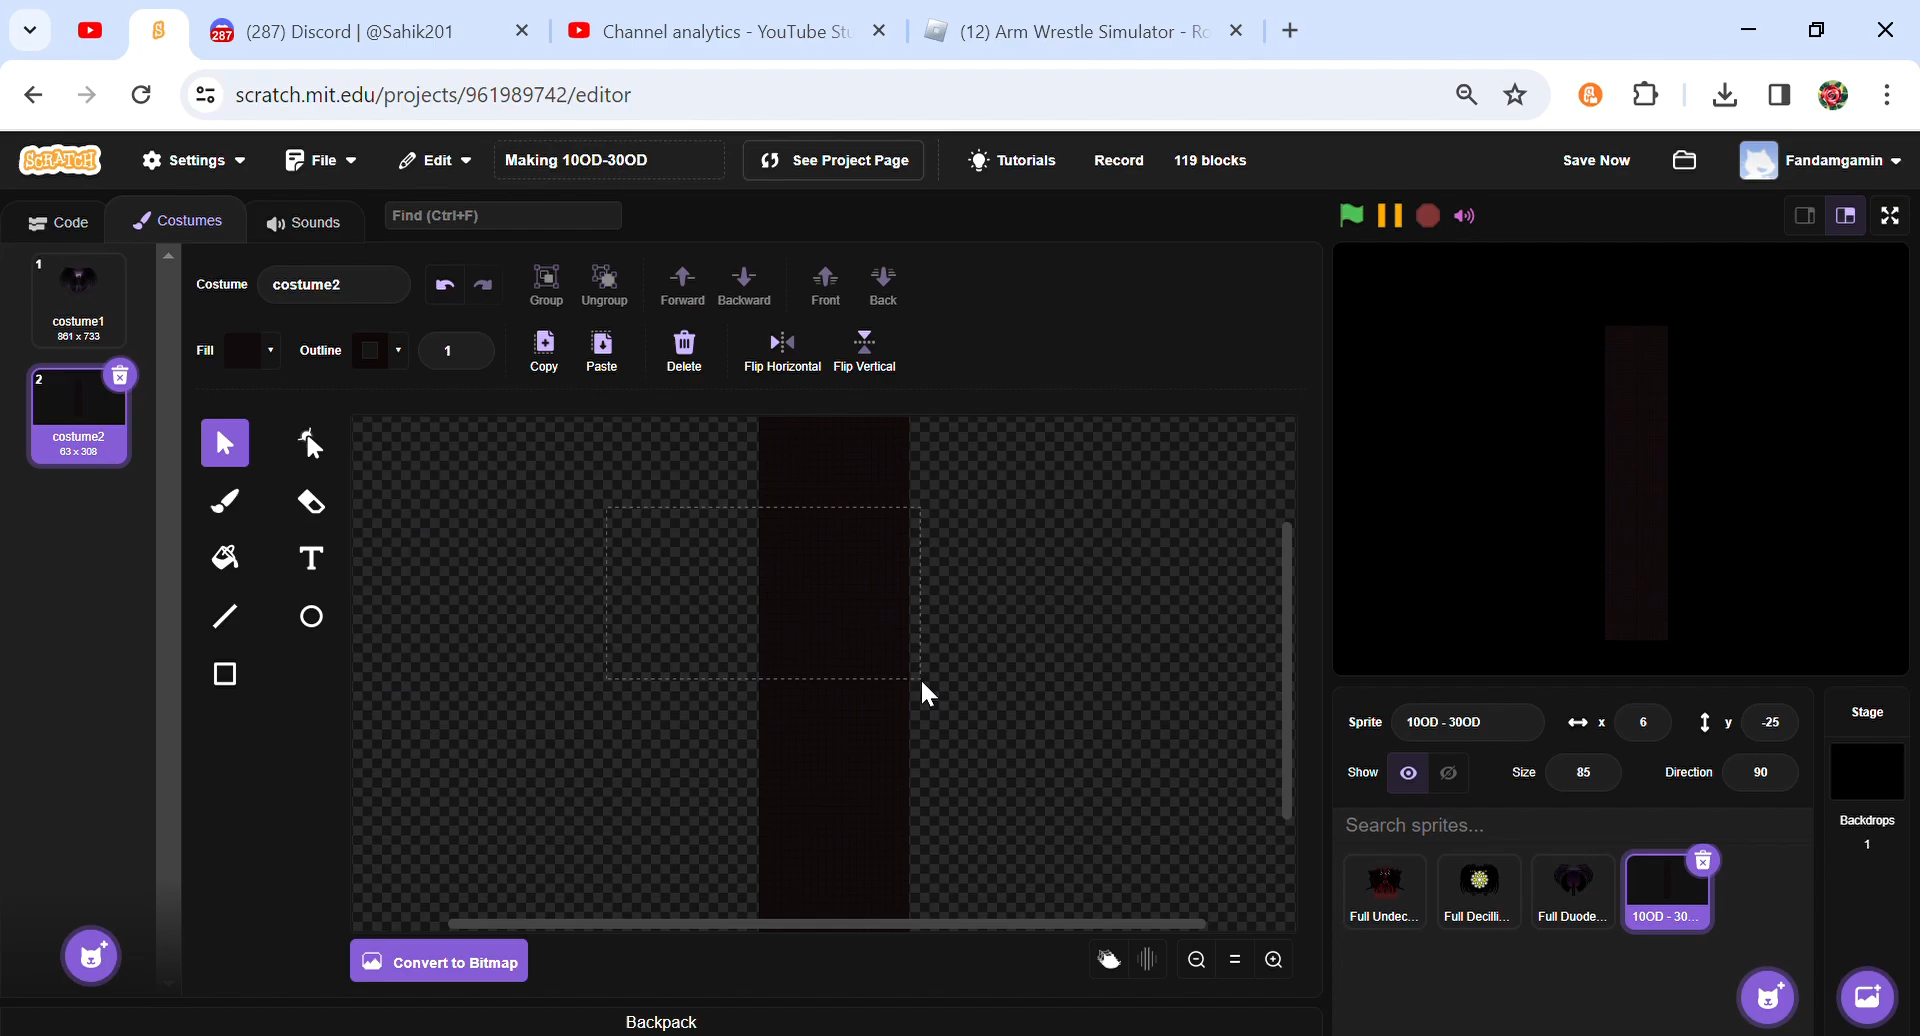 287 (287) Discord | @Sahik201 Channel analytics - YouTube Stu (12) Arm Wrestle Simulator - Ro
scratch.mit.edu/projects/961989742/editor
SCRATCH Settings File Edit Making 10OD-30OD See Project Page Tutorials Record 119 blocks Save Now Fandamgamin
Code Costumes Sounds Find (Ctrl+F)
1
costume1
861 x 733
2
costume2
63 x 308
Costume costume2 Group Ungroup Forward Backward Front Back
Fill Outline 1 Copy Paste Delete Flip Horizontal Flip Vertical
T
Convert to Bitmap
Backpack
Sprite 10OD - 30OD x 6 y -25
Show Size 85 Direction 90
Search sprites...
Full Undec... Full Decilli... Full Duode... 10OD - 30...
Stage
Backdrops
1